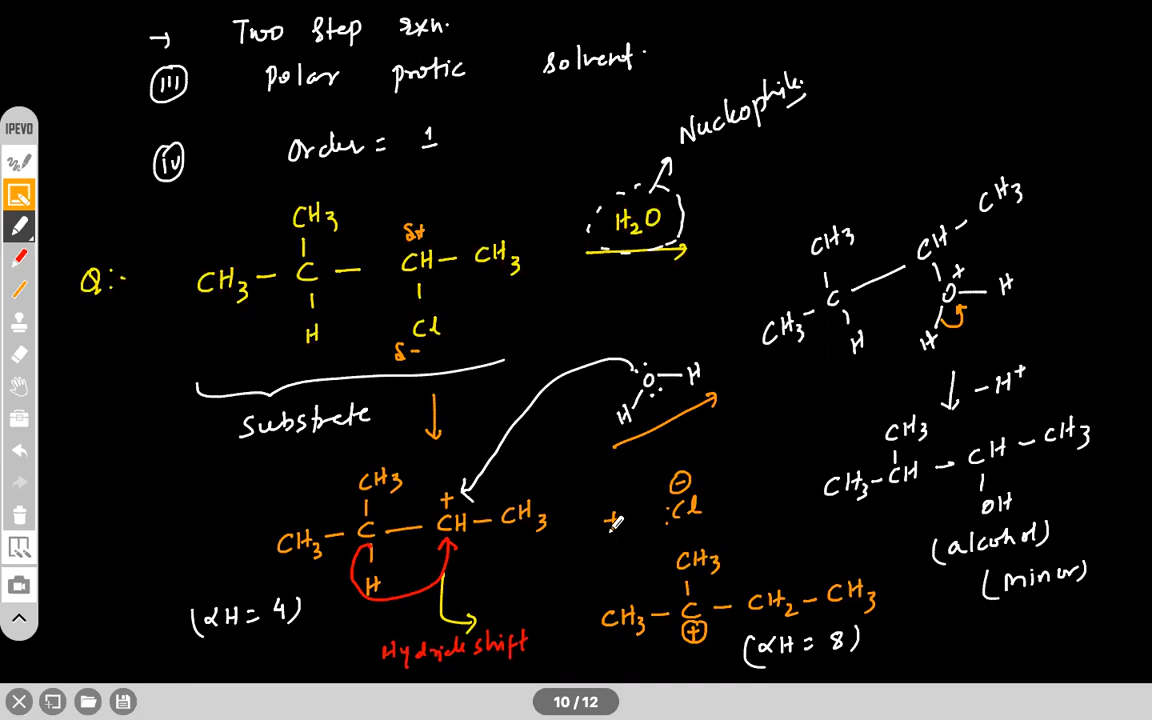 → Two Step rxn.
(III) Polar protic solvent.
(iv) Order = 1
IPEVO
Nucleophile.
Q:- CH3 - C - CH - CH3
CH3
H
δ+
Cl
δ-
H2O
CH3 - C - CH - CH3
CH3
H
O+ - H
H
Substrate
O - H
H
- H+
CH3 - C - CH - CH3
CH3
+
H
+ :Cl
⊖
CH3 - CH - CH - CH3
CH3
OH
(alcohol)
(minor)
(αH = 4)
Hydride shift
CH3 - C - CH2 - CH3
CH3
⊕
(αH = 8)
10 / 12